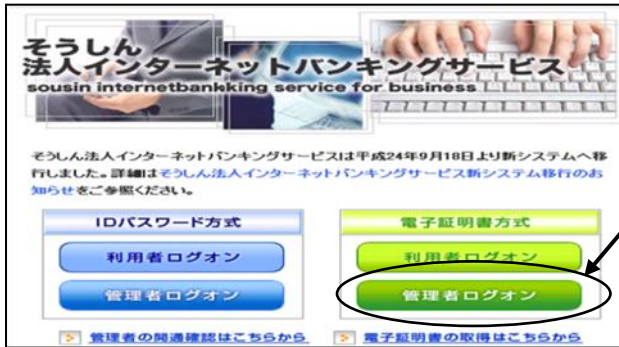 そうしん
法人インターネットバンキングサービス
sousin internetbankking service for business
そうしん法人インターネットバンキングサービスは平成24年9月18日より新システムへ移
行しました。詳細はそうしん法人インターネットバンキングサービス新システム移行のお
知らせをご参照ください。
IDパスワード方式
電子証明書方式
利用者ログオン
利用者ログオン
管理者ログオン
管理者ログオン
管理者の開通確認はこちらから
電子証明書の取得はこちらから